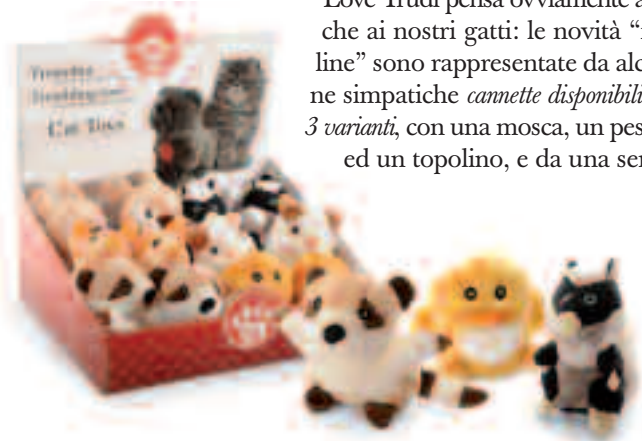 Love Trudi pensa ovviamente a
che ai nostri gatti: le novità "
line" sono rappresentate da alc
ne simpatiche cannette disponibili
3 varianti, con una mosca, un pes
ed un topolino, e da una ser
Cat Toys